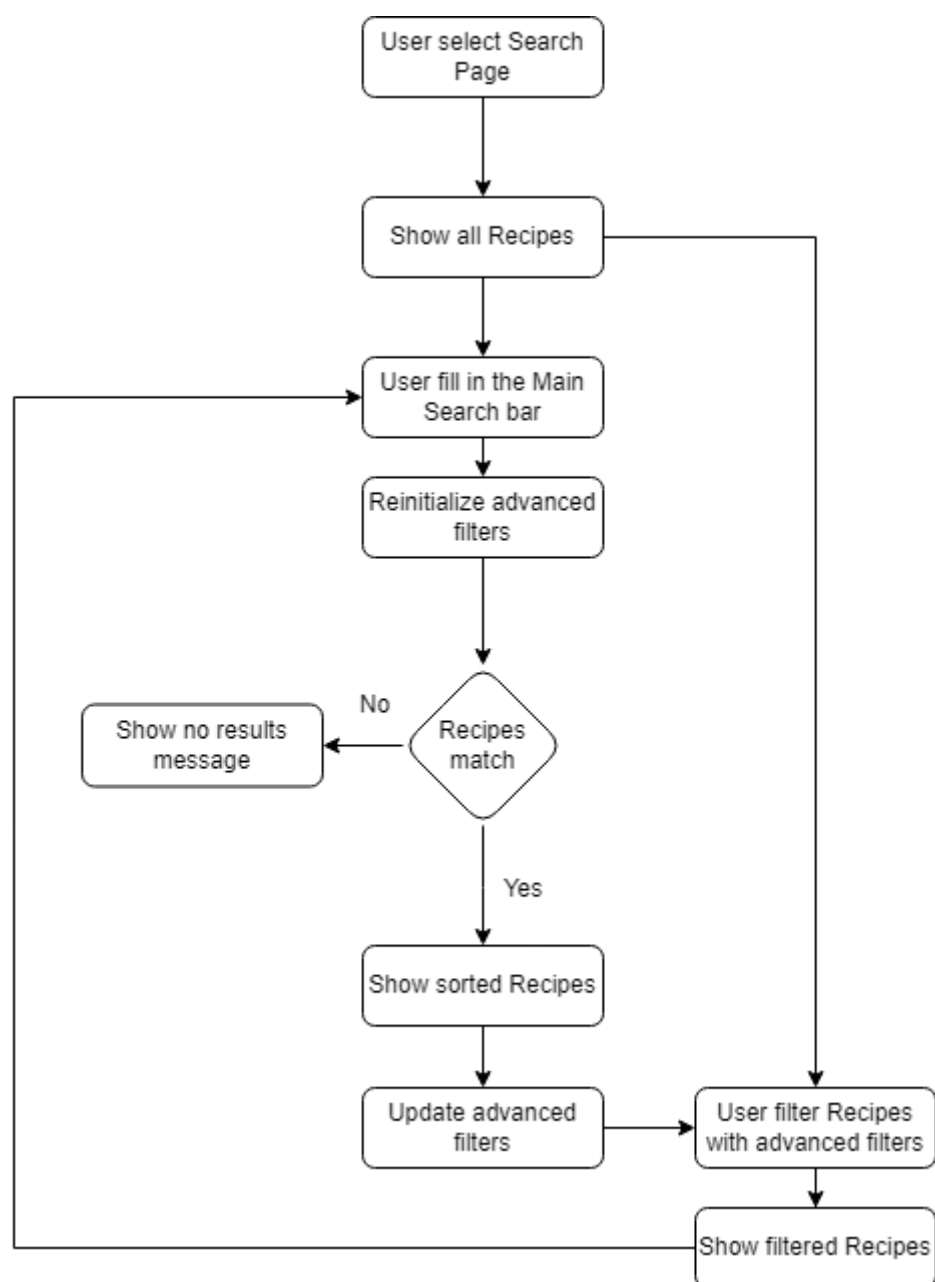 User select Search
Page
Show all Recipes
User fill in the Main
Search bar
Reinitialize advanced
filters
No
Recipes
match
Show no results
message
Yes
Show sorted Recipes
Update advanced
filters
User filter Recipes
with advanced filters
Show filtered Recipes